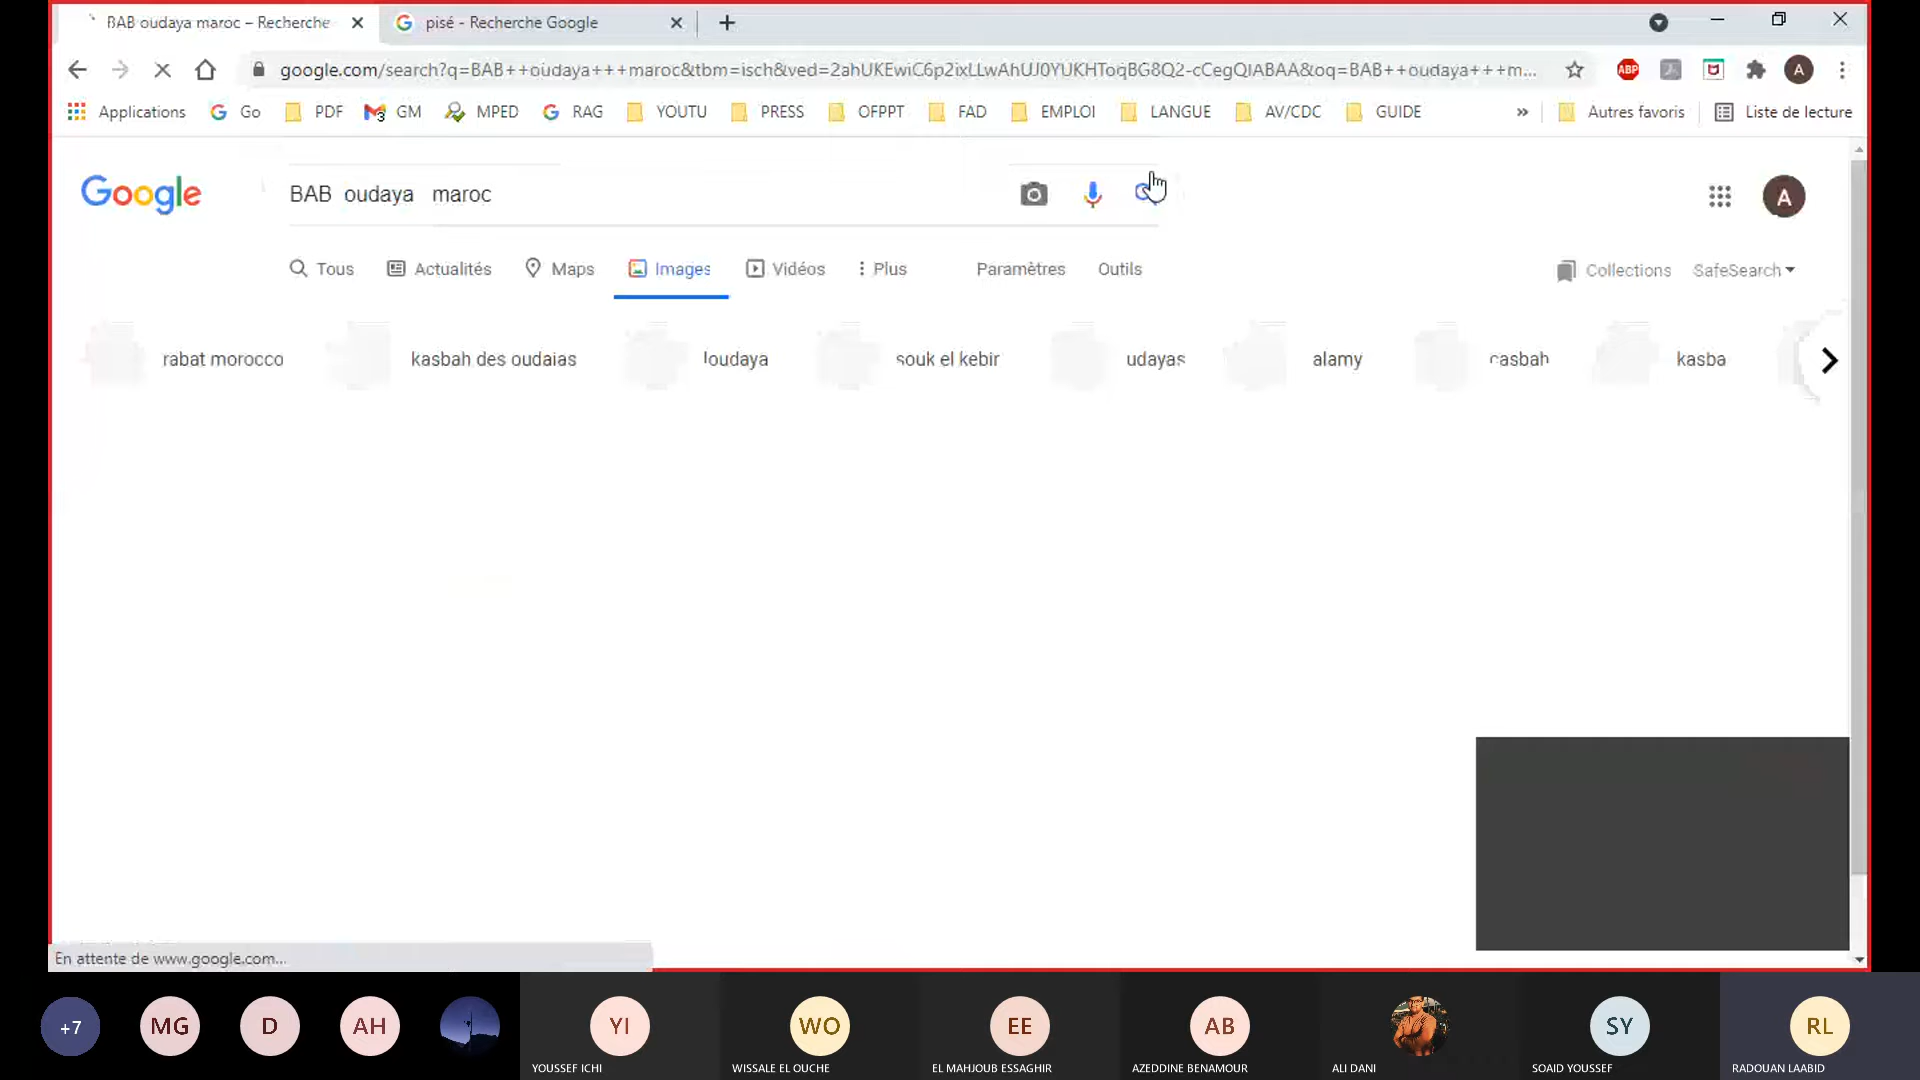 BAB oudaya maroc – Recherche
pisé - Recherche Google
google.com/search?q=BAB++oudaya+++maroc&tbm=isch&ved=2ahUKEwiC6p2ixLLwAhUJ0YUKHToqBG8Q2-cCegQIABAA&oq=BAB++oudaya+++m...
ABP
A
Applications
Go
PDF
GM
MPED
RAG
YOUTU
PRESS
OFPPT
FAD
EMPLOI
LANGUE
AV/CDC
GUIDE
»
Autres favoris
Liste de lecture
Google
BAB oudaya maroc
A
Tous
Actualités
Maps
Images
Vidéos
Plus
Paramètres
Outils
Collections
SafeSearch
rabat morocco
kasbah des oudaias
loudaya
souk el kebir
udayas
alamy
casbah
kasba
En attente de www.google.com...
+7
MG
D
AH
YI
WO
EE
AB
SY
RL
YOUSSEF ICHI
WISSALE EL OUCHE
EL MAHJOUB ESSAGHIR
AZEDDINE BENAMOUR
ALI DANI
SOAID YOUSSEF
RADOUAN LAABID